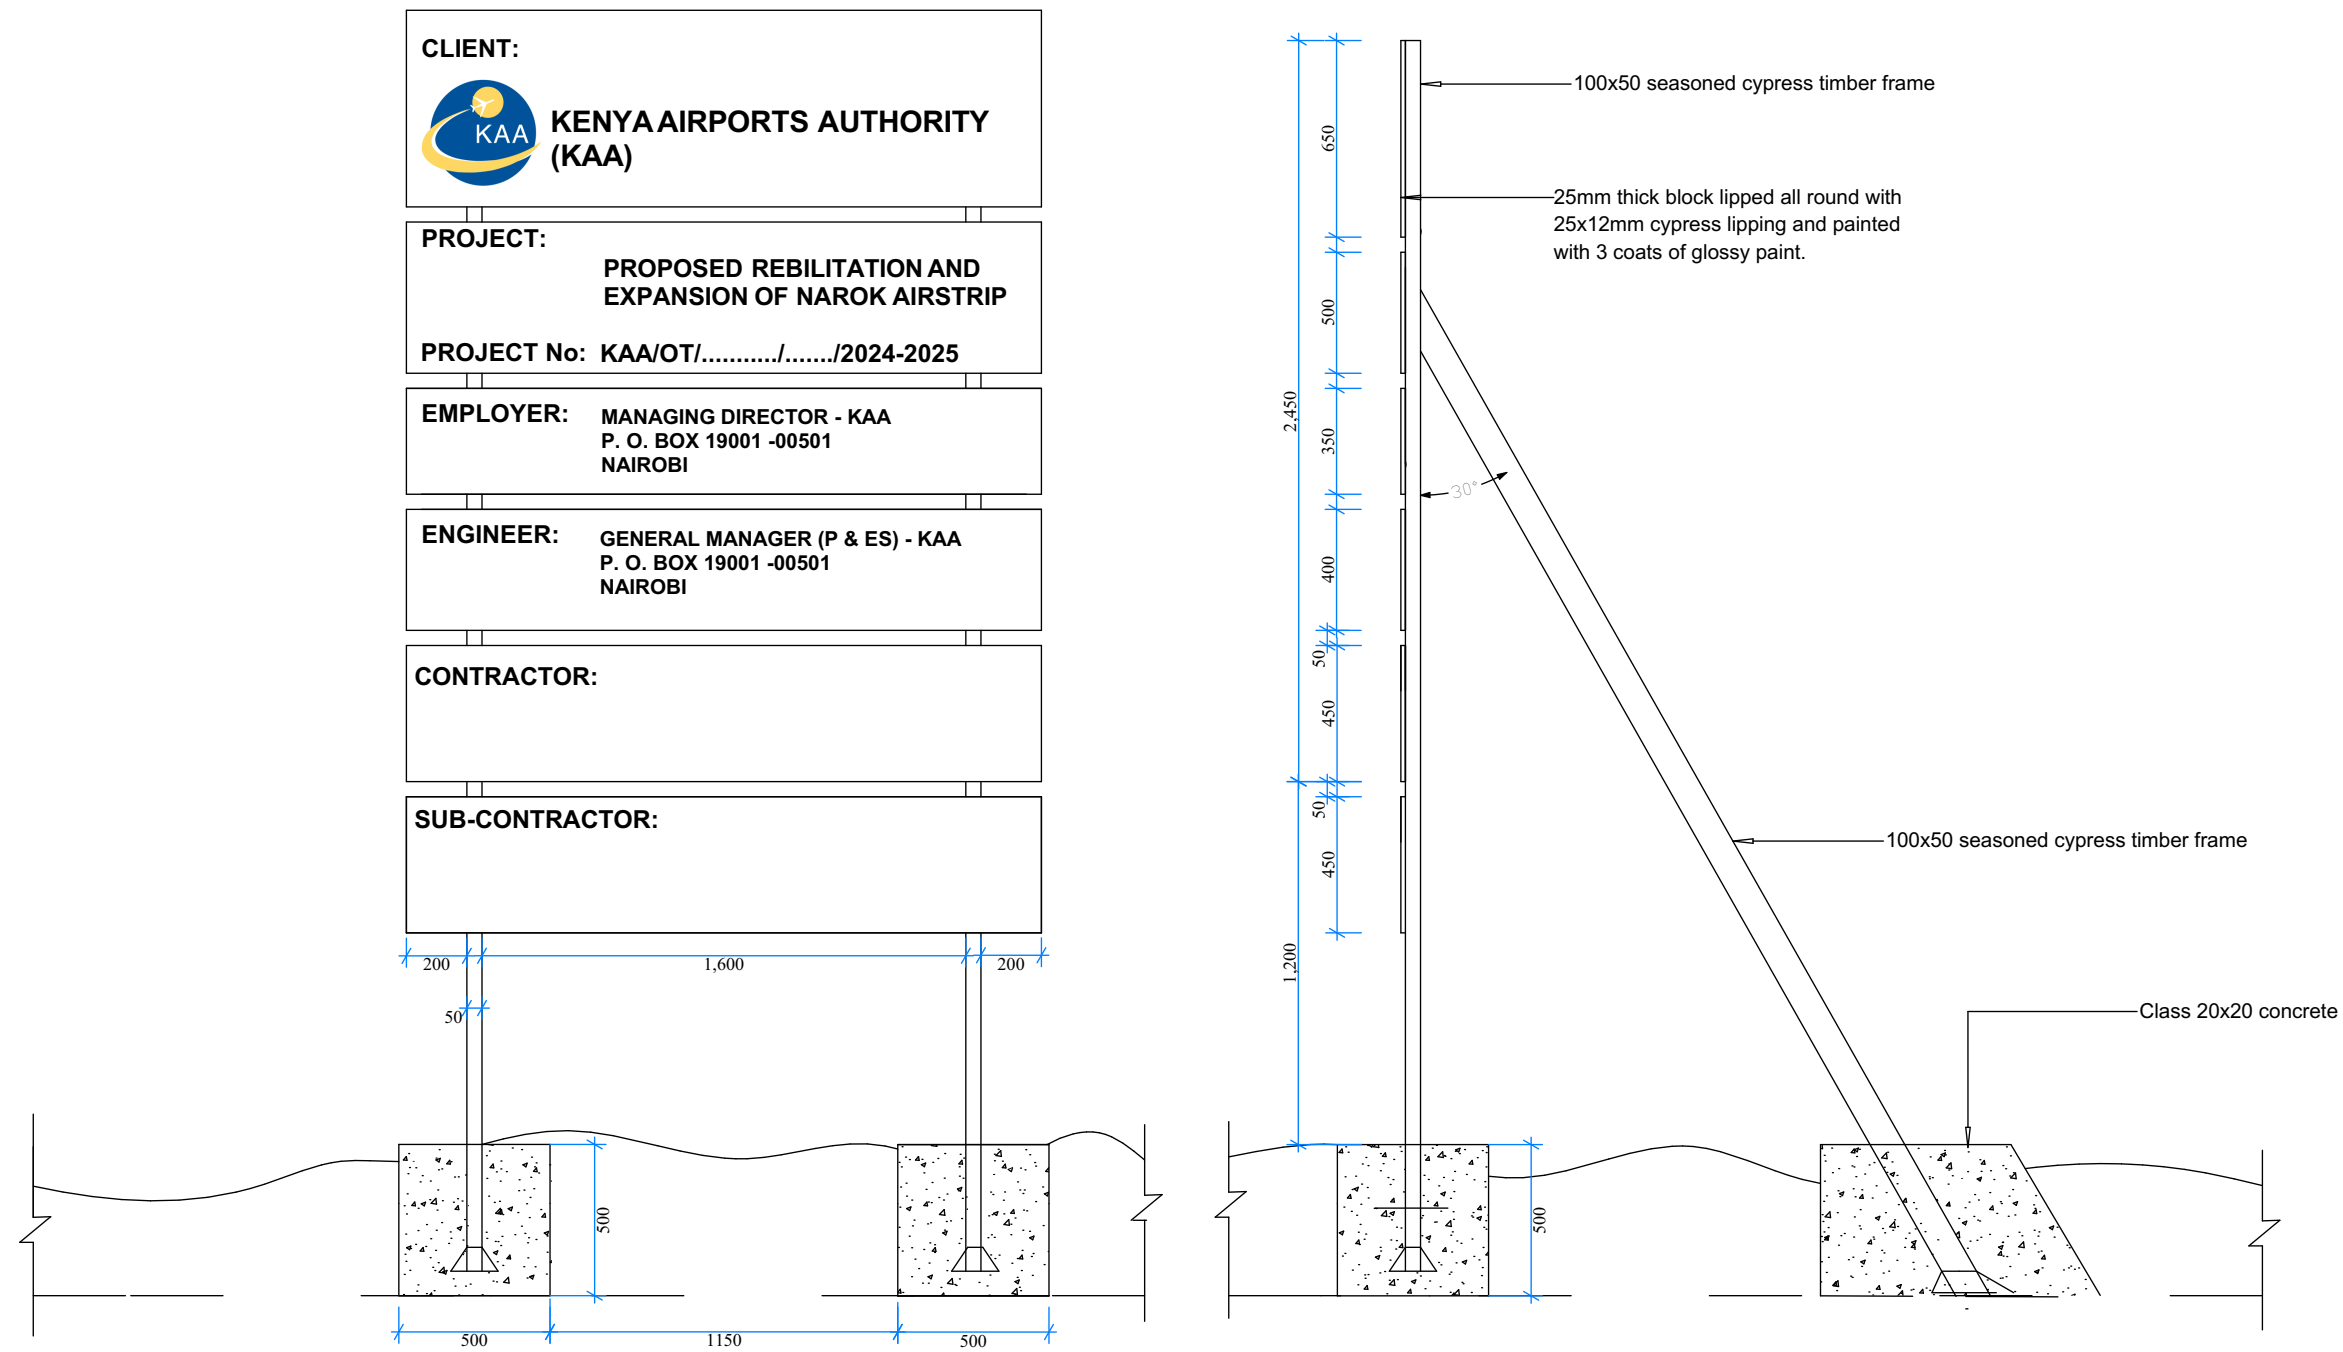 CLIENT:
KAA
KENYA AIRPORTS AUTHORITY
(KAA)
PROJECT:
PROPOSED REBILITATION AND
EXPANSION OF NAROK AIRSTRIP
PROJECT No: KAA/OT/.........../......./2024-2025
EMPLOYER:
MANAGING DIRECTOR - KAA
P. O. BOX 19001 -00501
NAIROBI
ENGINEER:
GENERAL MANAGER (P & ES) - KAA
P. O. BOX 19001 -00501
NAIROBI
CONTRACTOR:
SUB-CONTRACTOR:
200
1,600
200
50
500
500
1150
500
100x50 seasoned cypress timber frame
25mm thick block lipped all round with
25x12mm cypress lipping and painted
with 3 coats of glossy paint.
650
500
2,450
350
30°
400
50
450
50
450
100x50 seasoned cypress timber frame
1,200
Class 20x20 concrete
500